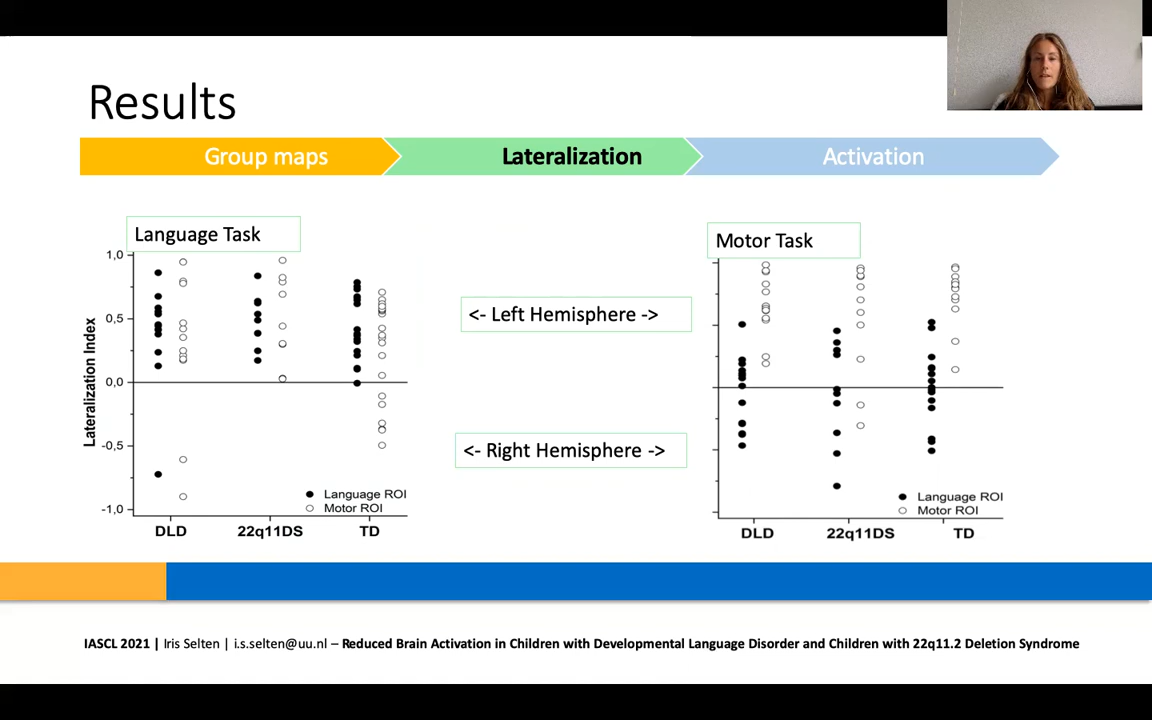 Results
Group maps
Lateralization
Activation
Language Task
Motor Task
Lateralization Index
1,0
0,5
0,0
-0,5
-1,0
<- Left Hemisphere ->
<- Right Hemisphere ->
Language ROI
Motor ROI
DLD 22q11DS TD
Language ROI
Motor ROI
DLD 22q11DS TD
IASCL 2021 | Iris Selten | i.s.selten@uu.nl – Reduced Brain Activation in Children with Developmental Language Disorder and Children with 22q11.2 Deletion Syndrome